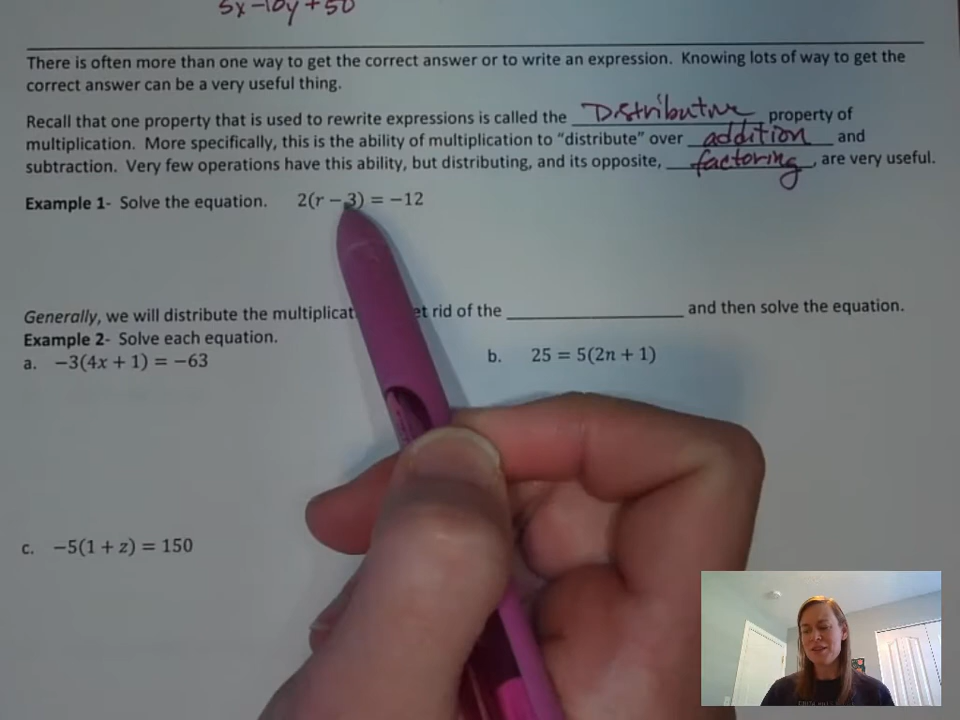 5x-10y+50
There is often more than one way to get the correct answer or to write an expression. Knowing lots of way to get the
correct answer can be a very useful thing.
Recall that one property that is used to rewrite expressions is called the Distributive property of
multiplication. More specifically, this is the ability of multiplication to “distribute” over addition and
subtraction. Very few operations have this ability, but distributing, and its opposite, factoring, are very useful.
Example 1- Solve the equation. 2(r − 3) = −12
Generally, we will distribute the rid of the ________ and then solve the equation.
Example 2- Solve each equation.
a. −3(4x + 1) = −63 b. 25 = 5(2n + 1)
c. −5(1 + z) = 150